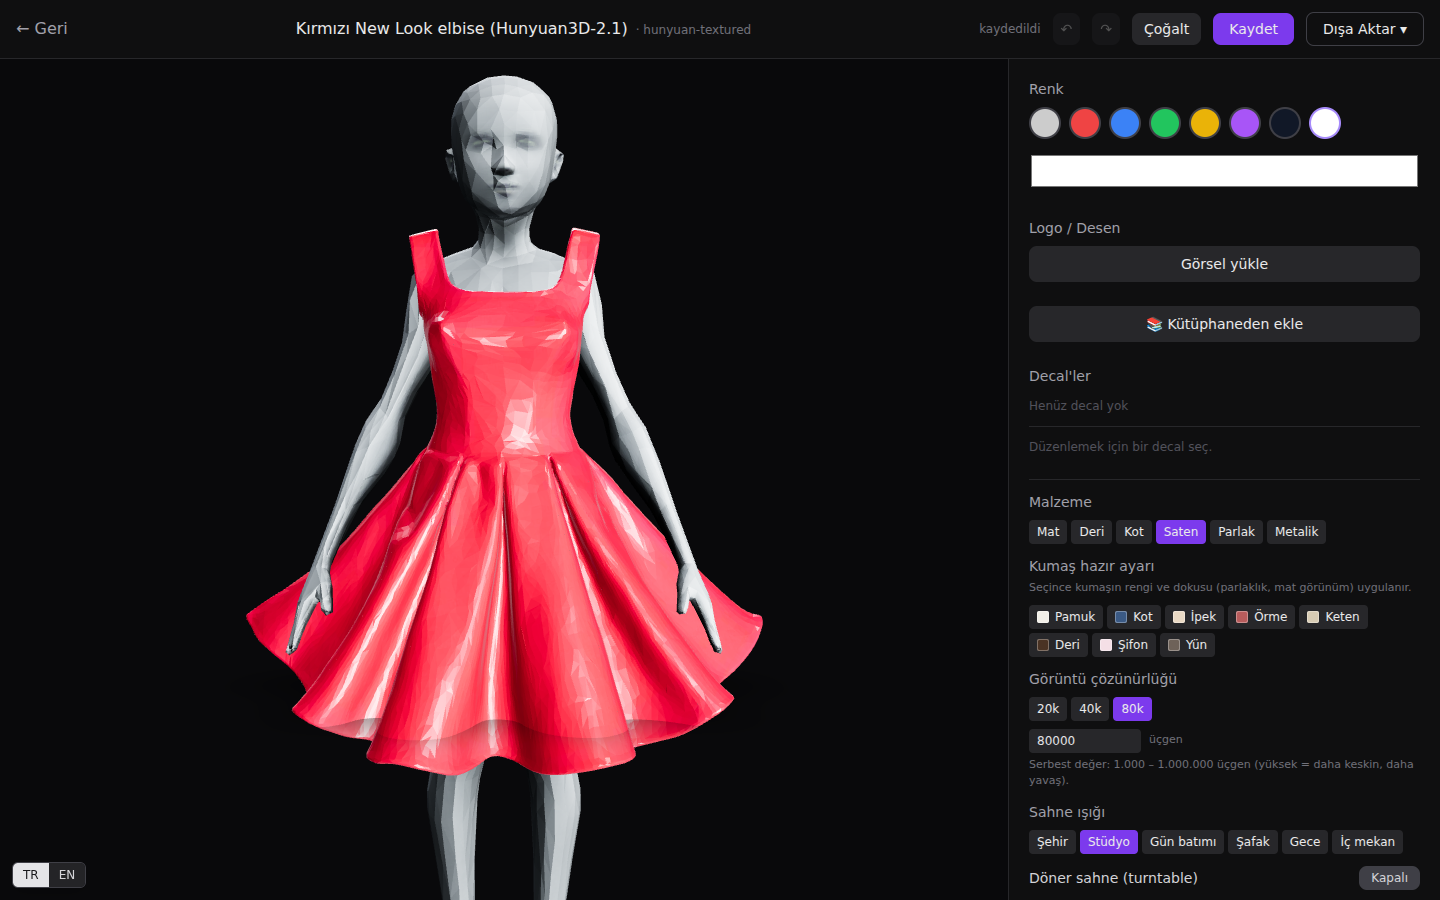 ← Geri
Kırmızı New Look elbise (Hunyuan3D-2.1) · hunyuan-textured
kaydedildi
↶
↷
Çoğalt
Kaydet
Dışa Aktar ▾
Renk
Logo / Desen
Görsel yükle
📚 Kütüphaneden ekle
Decal'ler
Henüz decal yok
Düzenlemek için bir decal seç.
Malzeme
Mat Deri Kot Saten Parlak Metalik
Kumaş hazır ayarı
Seçince kumaşın rengi ve dokusu (parlaklık, mat görünüm) uygulanır.
Pamuk Kot İpek Örme Keten
Deri Şifon Yün
Görüntü çözünürlüğü
20k 40k 80k
80000 üçgen
Serbest değer: 1.000 – 1.000.000 üçgen (yüksek = daha keskin, daha
yavaş).
Sahne ışığı
Şehir Stüdyo Gün batımı Şafak Gece İç mekan
Döner sahne (turntable) Kapalı
TR EN